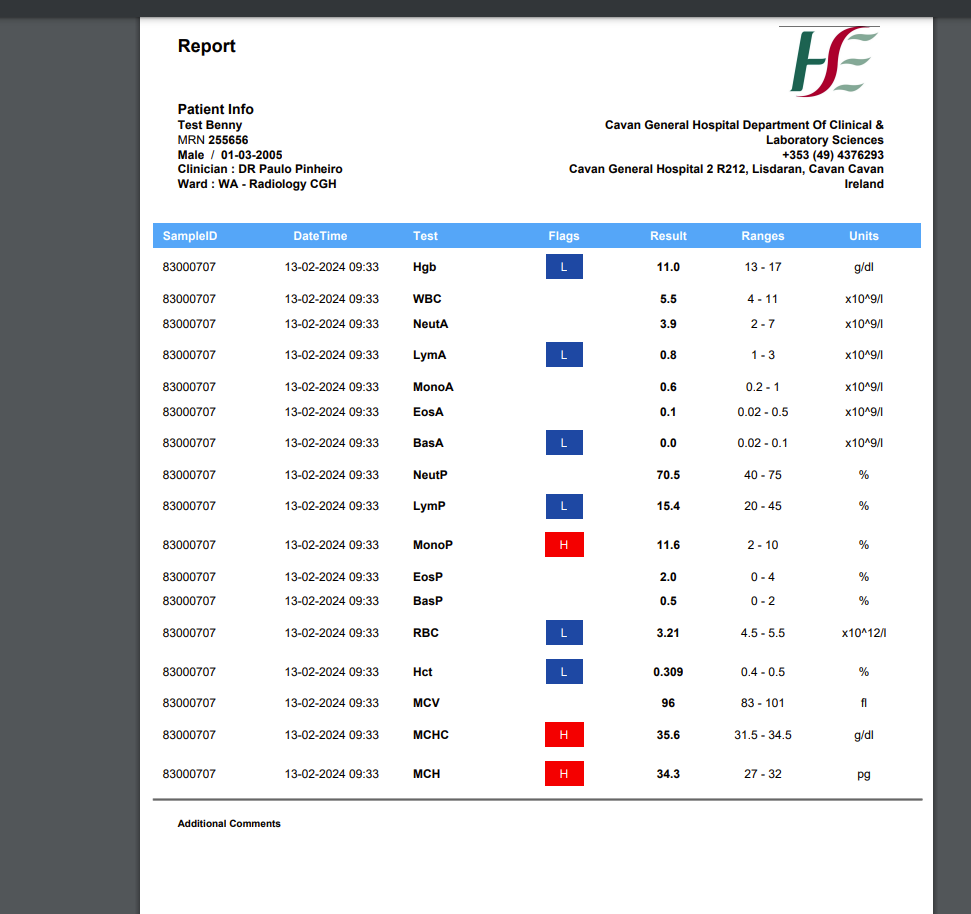 HSE
Report
Patient Info
Test Benny
MRN 255656
Male / 01-03-2005
Clinician : DR Paulo Pinheiro
Ward : WA - Radiology CGH
Cavan General Hospital Department Of Clinical &
Laboratory Sciences
+353 (49) 4376293
Cavan General Hospital 2 R212, Lisdaran, Cavan Cavan
Ireland
SampleID DateTime Test Flags Result Ranges Units
83000707 13-02-2024 09:33 Hgb L 11.0 13 - 17 g/dl
83000707 13-02-2024 09:33 WBC 5.5 4 - 11 x10^9/l
83000707 13-02-2024 09:33 NeutA 3.9 2 - 7 x10^9/l
83000707 13-02-2024 09:33 LymA L 0.8 1 - 3 x10^9/l
83000707 13-02-2024 09:33 MonoA 0.6 0.2 - 1 x10^9/l
83000707 13-02-2024 09:33 EosA 0.1 0.02 - 0.5 x10^9/l
83000707 13-02-2024 09:33 BasA L 0.0 0.02 - 0.1 x10^9/l
83000707 13-02-2024 09:33 NeutP 70.5 40 - 75 %
83000707 13-02-2024 09:33 LymP L 15.4 20 - 45 %
83000707 13-02-2024 09:33 MonoP H 11.6 2 - 10 %
83000707 13-02-2024 09:33 EosP 2.0 0 - 4 %
83000707 13-02-2024 09:33 BasP 0.5 0 - 2 %
83000707 13-02-2024 09:33 RBC L 3.21 4.5 - 5.5 x10^12/l
83000707 13-02-2024 09:33 Hct L 0.309 0.4 - 0.5 %
83000707 13-02-2024 09:33 MCV 96 83 - 101 fl
83000707 13-02-2024 09:33 MCHC H 35.6 31.5 - 34.5 g/dl
83000707 13-02-2024 09:33 MCH H 34.3 27 - 32 pg
Additional Comments